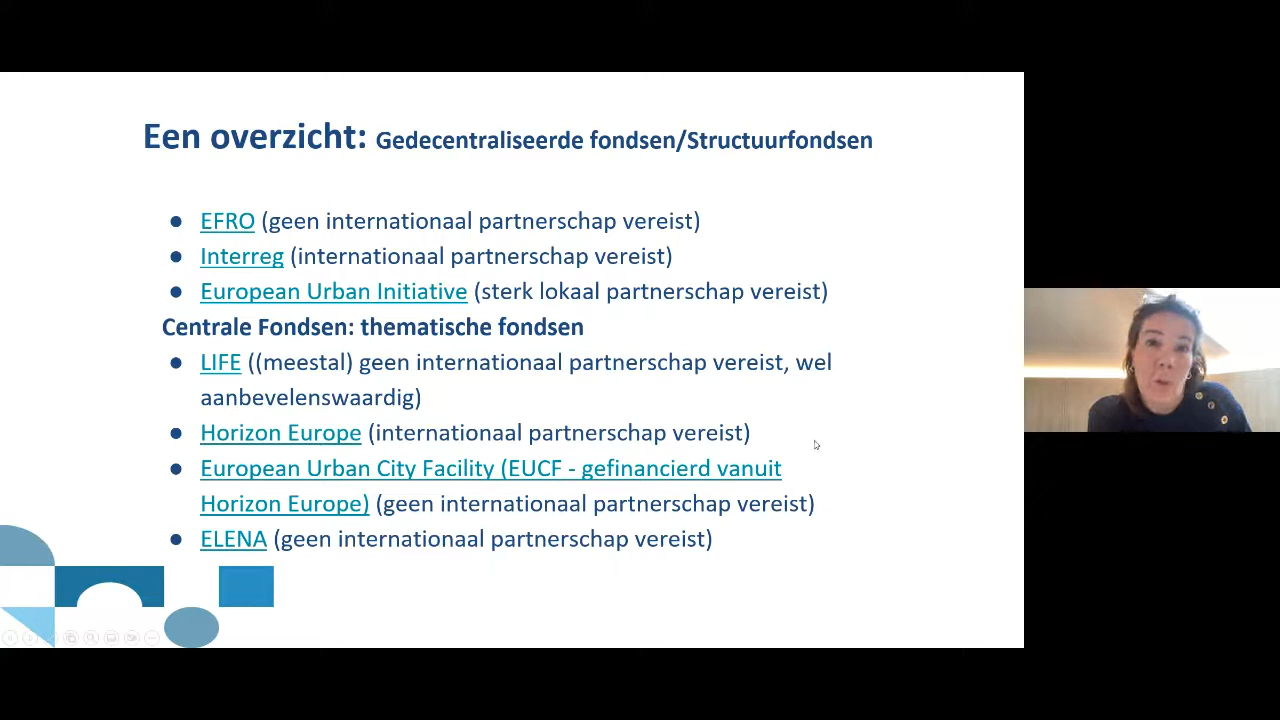 Een overzicht: Gedecentraliseerde fondsen/Structuurfondsen
● EFRO (geen internationaal partnerschap vereist)
● Interreg (internationaal partnerschap vereist)
● European Urban Initiative (sterk lokaal partnerschap vereist)
Centrale Fondsen: thematische fondsen
● LIFE ((meestal) geen internationaal partnerschap vereist, wel
aanbevelenswaardig)
● Horizon Europe (internationaal partnerschap vereist)
● European Urban City Facility (EUCF - gefinancierd vanuit
Horizon Europe) (geen internationaal partnerschap vereist)
● ELENA (geen internationaal partnerschap vereist)